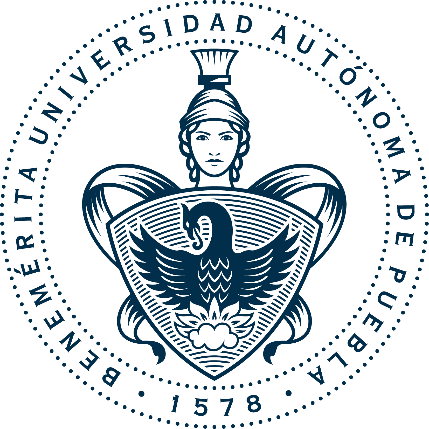 BENEMÉRITA UNIVERSIDAD AUTÓNOMA DE PUEBLA
• 1578 •